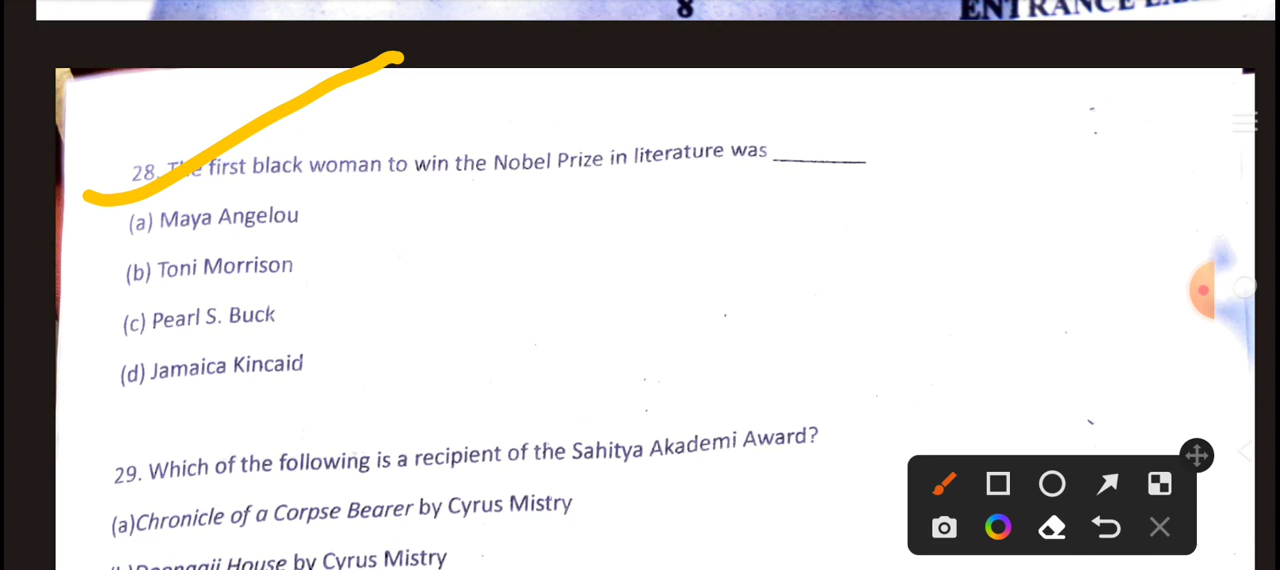 8
ENTRANCE
28. The first black woman to win the Nobel Prize in literature was ________
(a) Maya Angelou
(b) Toni Morrison
(c) Pearl S. Buck
(d) Jamaica Kincaid
29. Which of the following is a recipient of the Sahitya Akademi Award?
(a)Chronicle of a Corpse Bearer by Cyrus Mistry
House by Cyrus Mistry